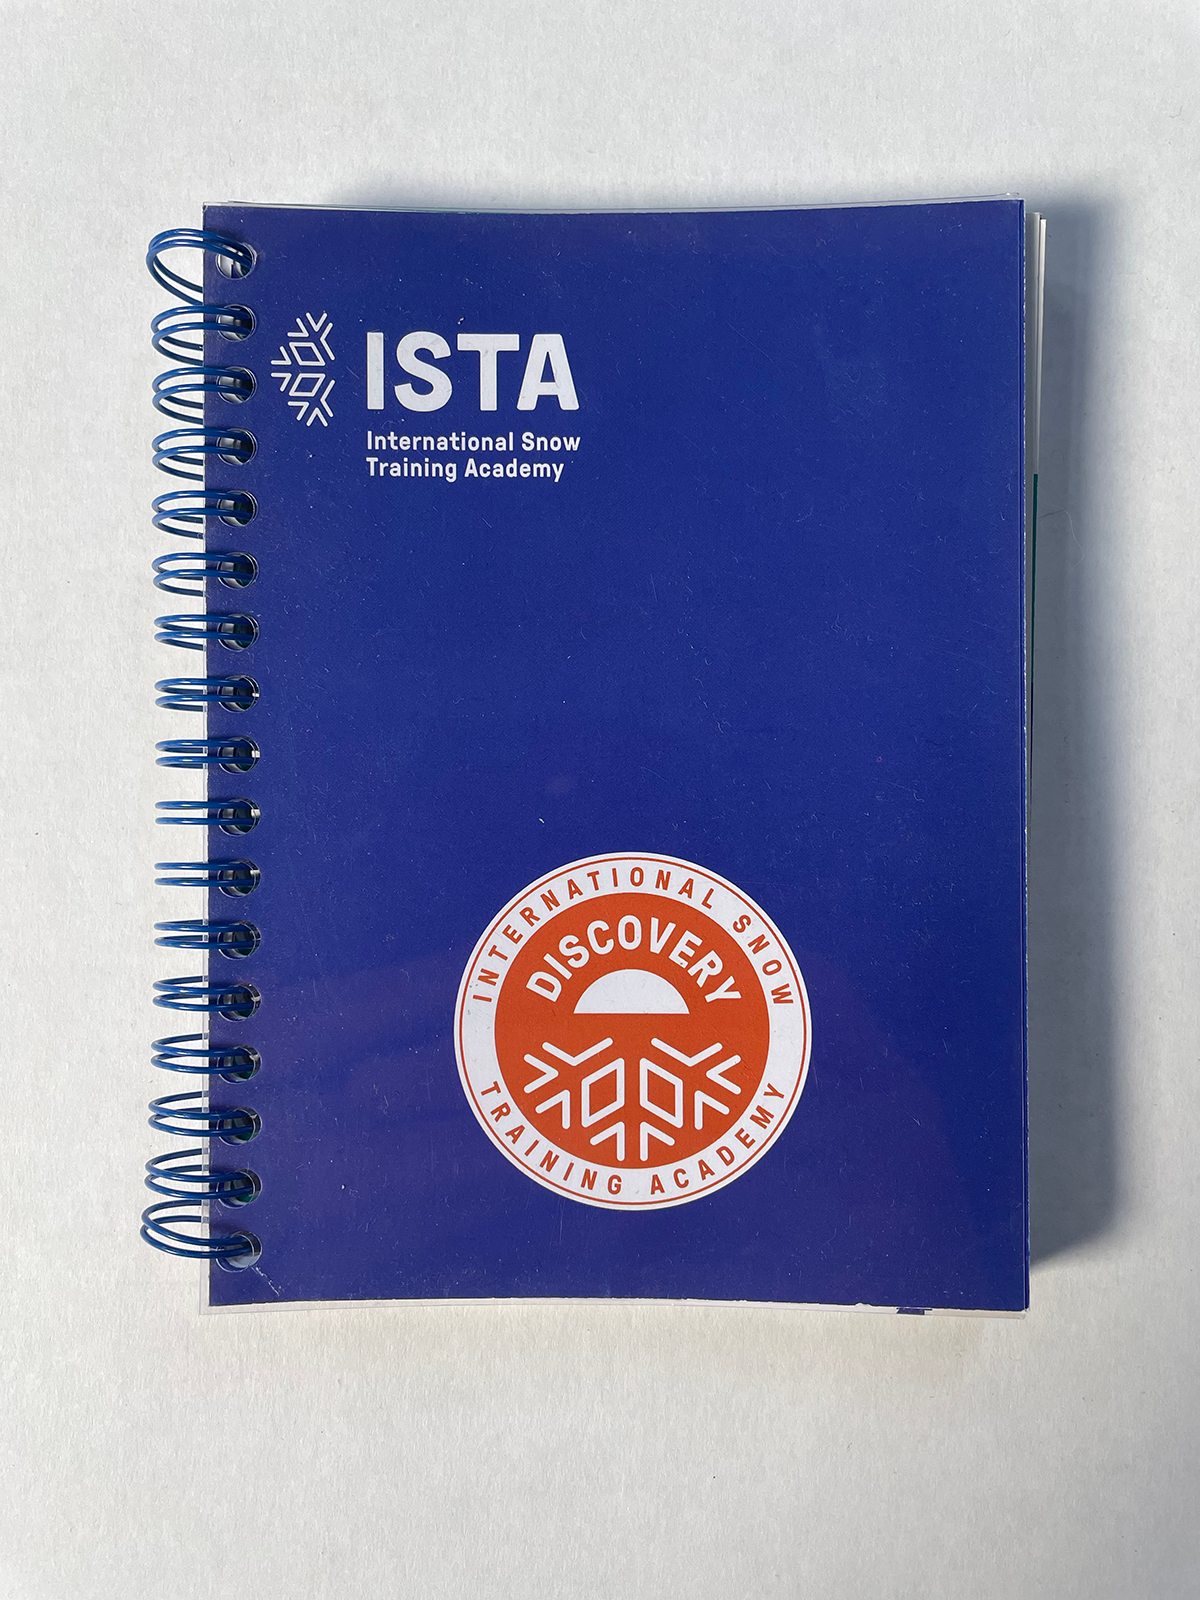 ISTA
International Snow
Training Academy
INTERNATIONAL SNOW
DISCOVERY
TRAINING ACADEMY